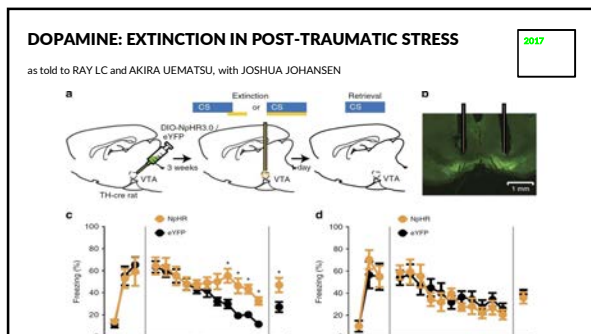 DOPAMINE: EXTINCTION IN POST-TRAUMATIC STRESS
2017
as told to RAY LC and AKIRA UEMATSU, with JOSHUA JOHANSEN
a
Extinction
Retrieval
b
CS
or
CS
CS
DIO-NpHR3.0 /
eYFP
3 weeks
day
VTA
VTA
VTA
TH-cre rat
1 mm
c
NpHR
eYFP
d
NpHR
eYFP
Freezing (%)
100
80
60
40
20
0
Freezing (%)
100
80
60
40
20
* * * * *